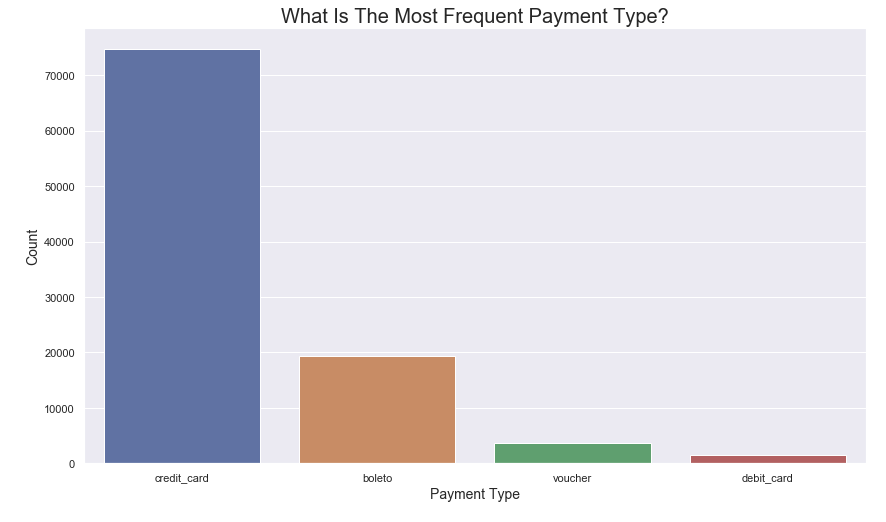 What Is The Most Frequent Payment Type?
Count
70000
60000
50000
40000
30000
20000
10000
0
credit_card boleto voucher debit_card
Payment Type